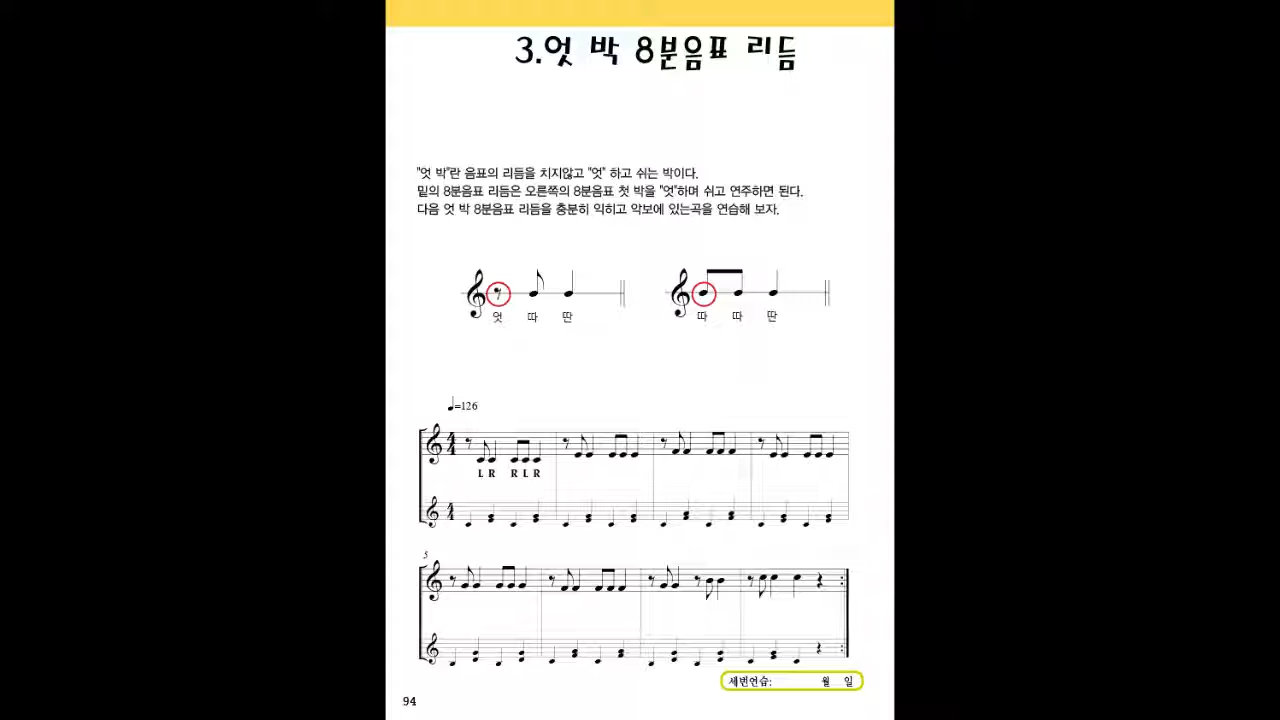 3.엇 박 8분음표 리듬
"엇 박"란 음표의 리듬을 치지않고 "엇" 하고 쉬는 박이다.
밑의 8분음표 리듬은 오른쪽의 8분음표 첫 박을 "엇"하며 쉬고 연주하면 된다.
다음 엇 박 8분음표 리듬을 충분히 익히고 악보에 있는곡을 연습해 보자.
엇 따 딴
따 따 딴
=126
4
4
L R R L R
4
4
5
세번연습: 월 일
94